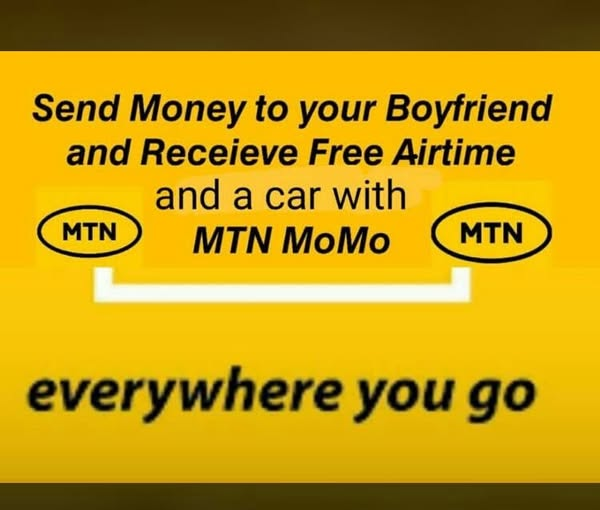 Send Money to your Boyfriend
and Receieve Free Airtime
and a car with
MTN MTN MoMo MTN
everywhere you go